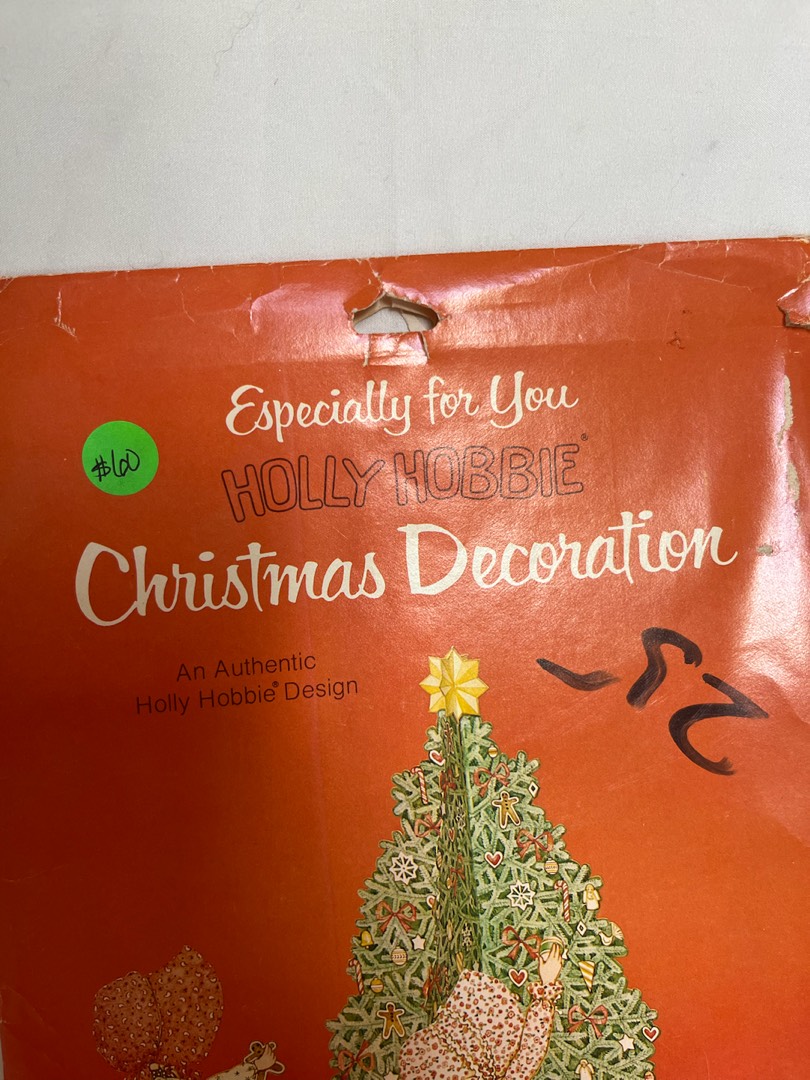 Especially for You
$60
HOLLY HOBBIE®
Christmas Decoration
An Authentic
Holly Hobbie® Design